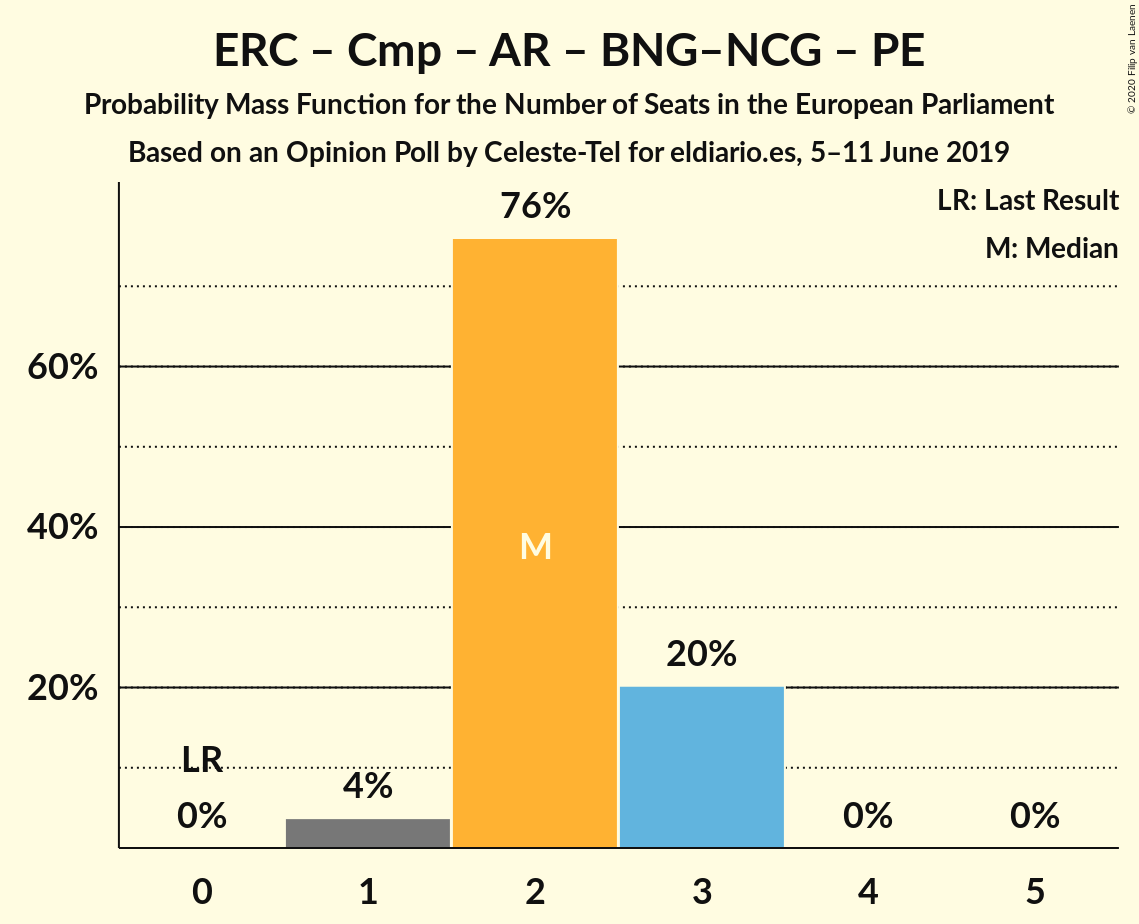 ERC – Cmp – AR – BNG–NCG – PE
Probability Mass Function for the Number of Seats in the European Parliament
Based on an Opinion Poll by Celeste-Tel for eldiario.es, 5–11 June 2019
© 2020 Filip van Laenen
LR: Last Result
M: Median
76%
60%
40%
20%
M
20%
LR
0%
4%
0%
0%
0 1 2 3 4 5